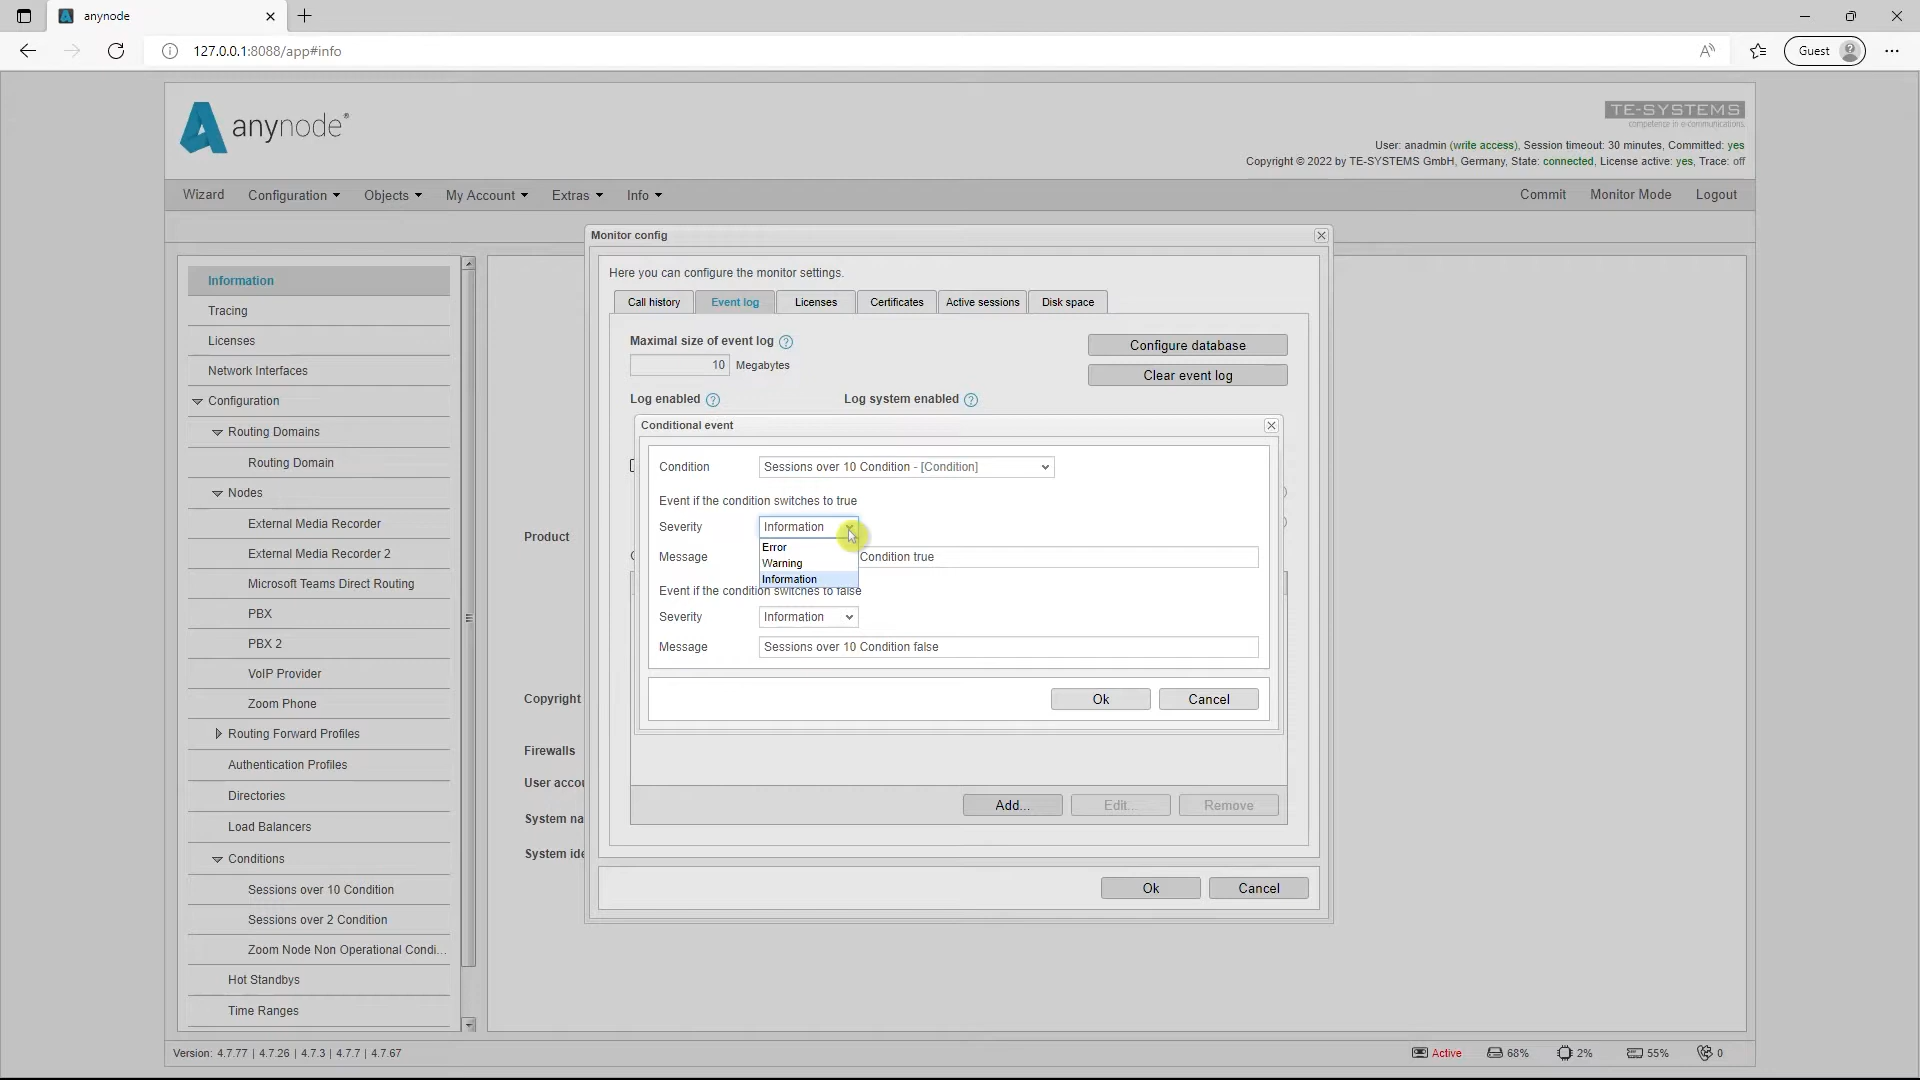 anynode
127.0.0.1:8088/app#info
Guest
anynode®
TE-SYSTEMS
competence in e-communications.
User: anadmin (write access), Session timeout: 30 minutes, Committed: yes
Copyright © 2022 by TE-SYSTEMS GmbH, Germany, State: connected, License active: yes, Trace: off
Wizard Configuration Objects My Account Extras Info Commit Monitor Mode Logout
Monitor config
Here you can configure the monitor settings.
Call history Event log Licenses Certificates Active sessions Disk space
Maximal size of event log
10 Megabytes
Configure database
Clear event log
Log enabled Log system enabled
Conditional event
Condition Sessions over 10 Condition - [Condition]
Event if the condition switches to true
Severity Information
Error
Warning
Information
Message Condition true
Event if the condition switches to false
Severity Information
Message Sessions over 10 Condition false
Ok Cancel
Add... Edit... Remove
Ok Cancel
Information
Tracing
Licenses
Network Interfaces
Configuration
Routing Domains
Routing Domain
Nodes
External Media Recorder
External Media Recorder 2
Microsoft Teams Direct Routing
PBX
PBX 2
VoIP Provider
Zoom Phone
Routing Forward Profiles
Authentication Profiles
Directories
Load Balancers
Conditions
Sessions over 10 Condition
Sessions over 2 Condition
Zoom Node Non Operational Condi...
Hot Standbys
Time Ranges
Product
Copyright
Firewalls
User accou
System na
System ide
Version: 4.7.77 | 4.7.26 | 4.7.3 | 4.7.7 | 4.7.67
Active 68% 2% 55% 0